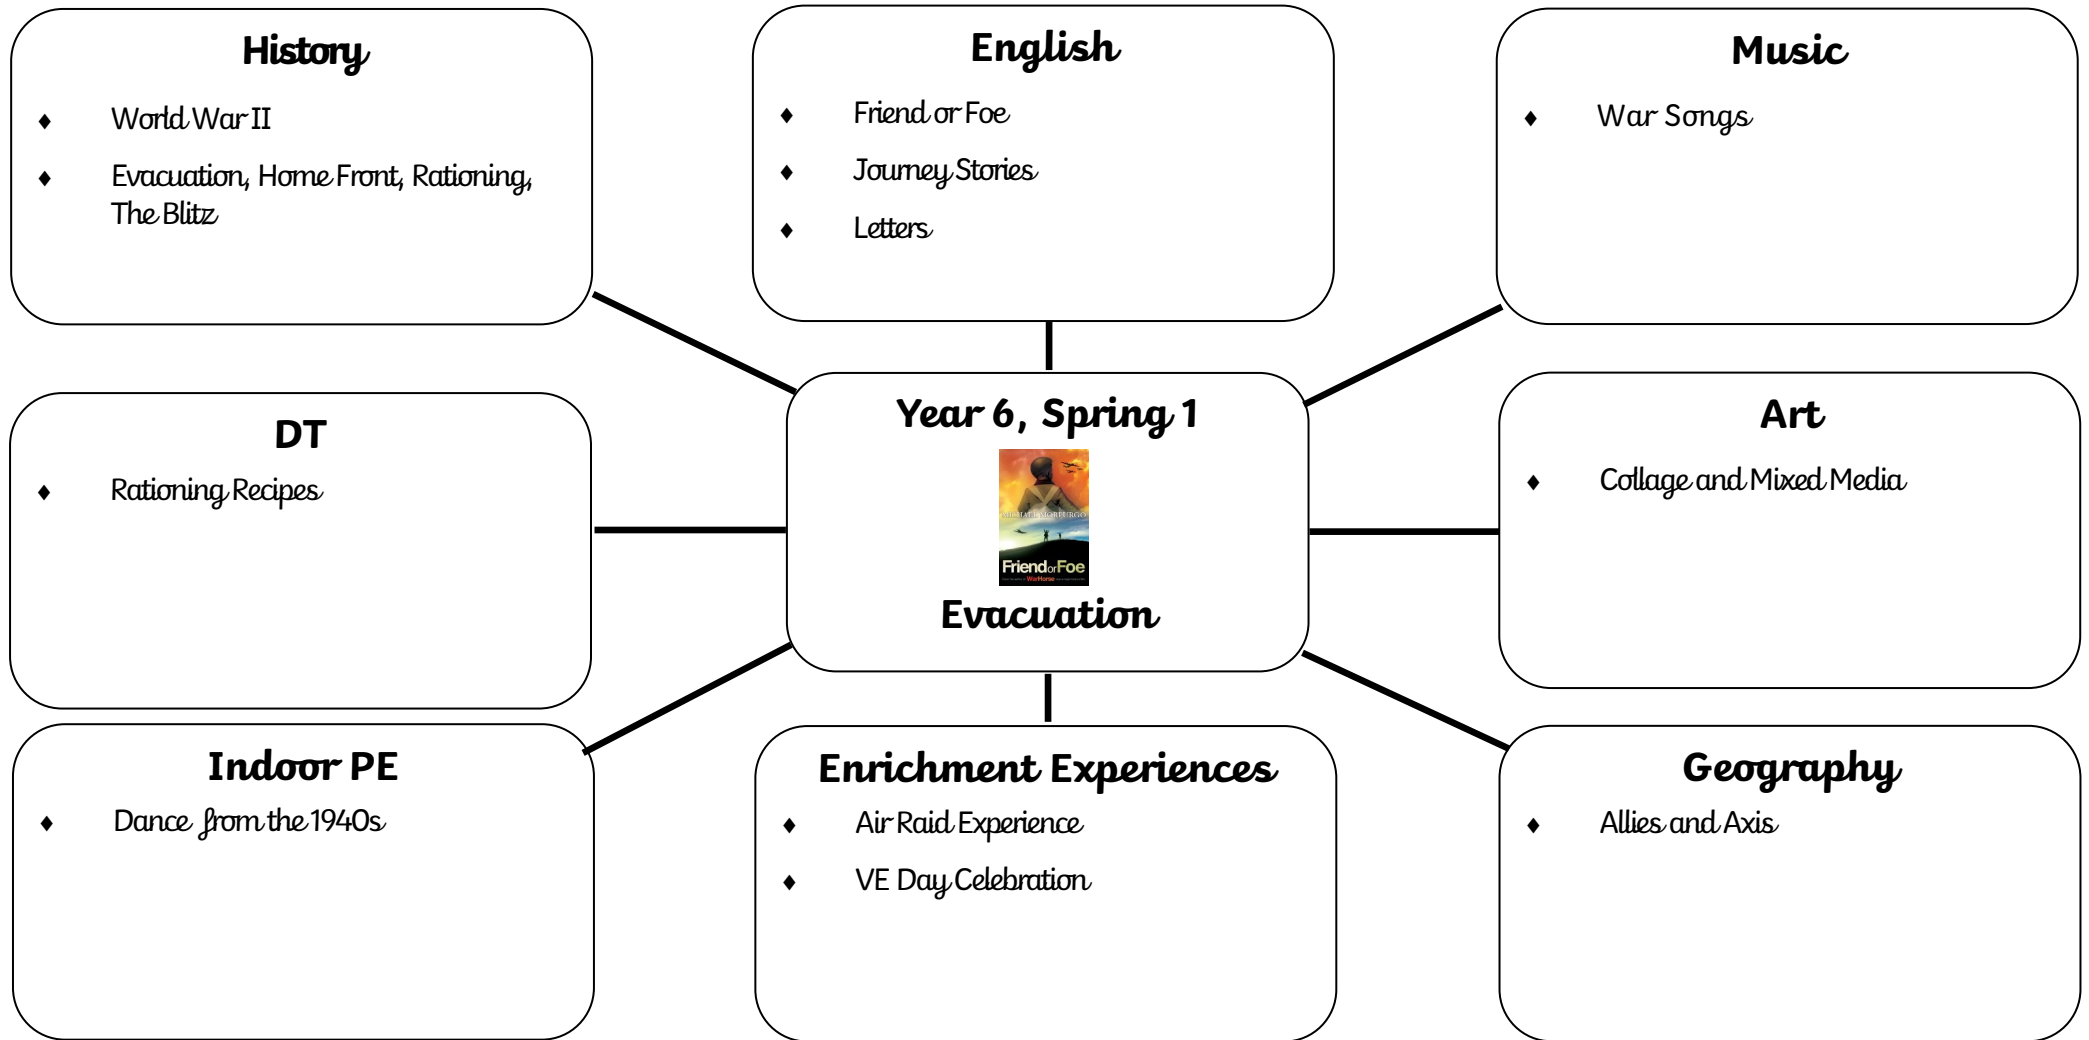 History
♦ World War II
♦ Evacuation, Home Front, Rationing,
The Blitz
English
♦ Friend or Foe
♦ Journey Stories
♦ Letters
Music
♦ War Songs
DT
♦ Rationing Recipes
Year 6, Spring 1
MICHAEL MORPURGO
Friend or Foe
Evacuation
Art
♦ Collage and Mixed Media
Indoor PE
♦ Dance from the 1940s
Enrichment Experiences
♦ Air Raid Experience
♦ VE Day Celebration
Geography
♦ Allies and Axis